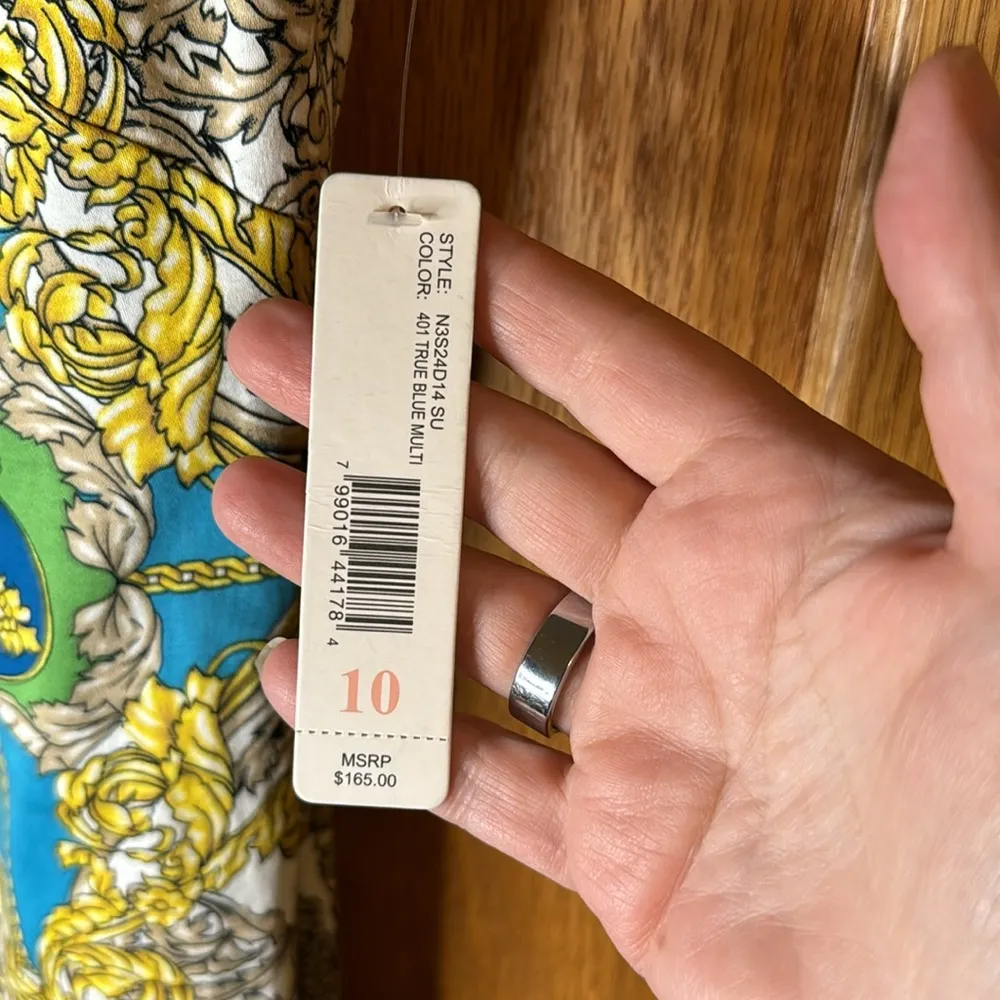 STYLE: N3S24D14 SU
COLOR: 401 TRUE BLUE MULTI
7 99016 44178 4
10
MSRP
$165.00